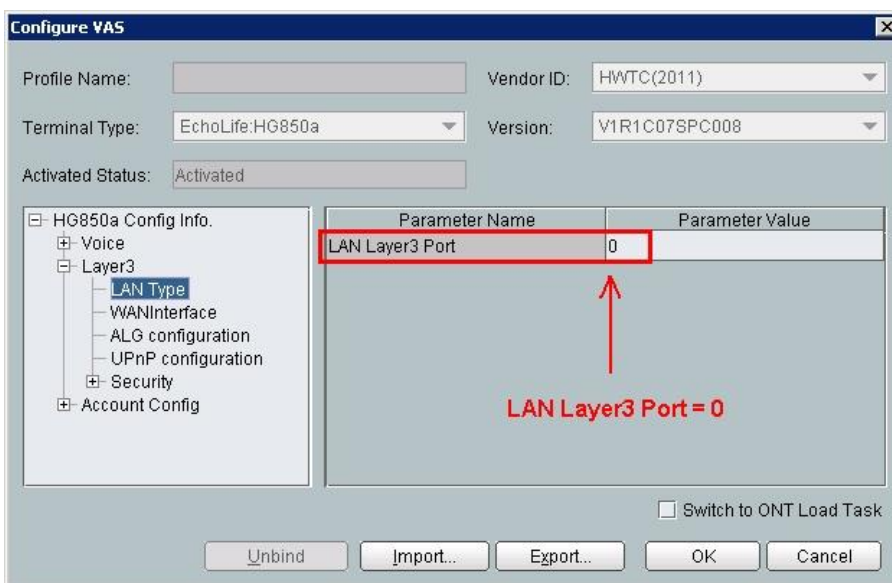 Configure VAS
Profile Name:
Vendor ID: HWTC(2011)
Terminal Type: EchoLife:HG850a
Version: V1R1C07SPC008
Activated Status: Activated
HG850a Config Info.
Voice
Layer3
LAN Type
WANInterface
ALG configuration
UPnP configuration
Security
Account Config
Parameter Name Parameter Value
LAN Layer3 Port 0
LAN Layer3 Port = 0
Switch to ONT Load Task
Unbind Import... Export... OK Cancel